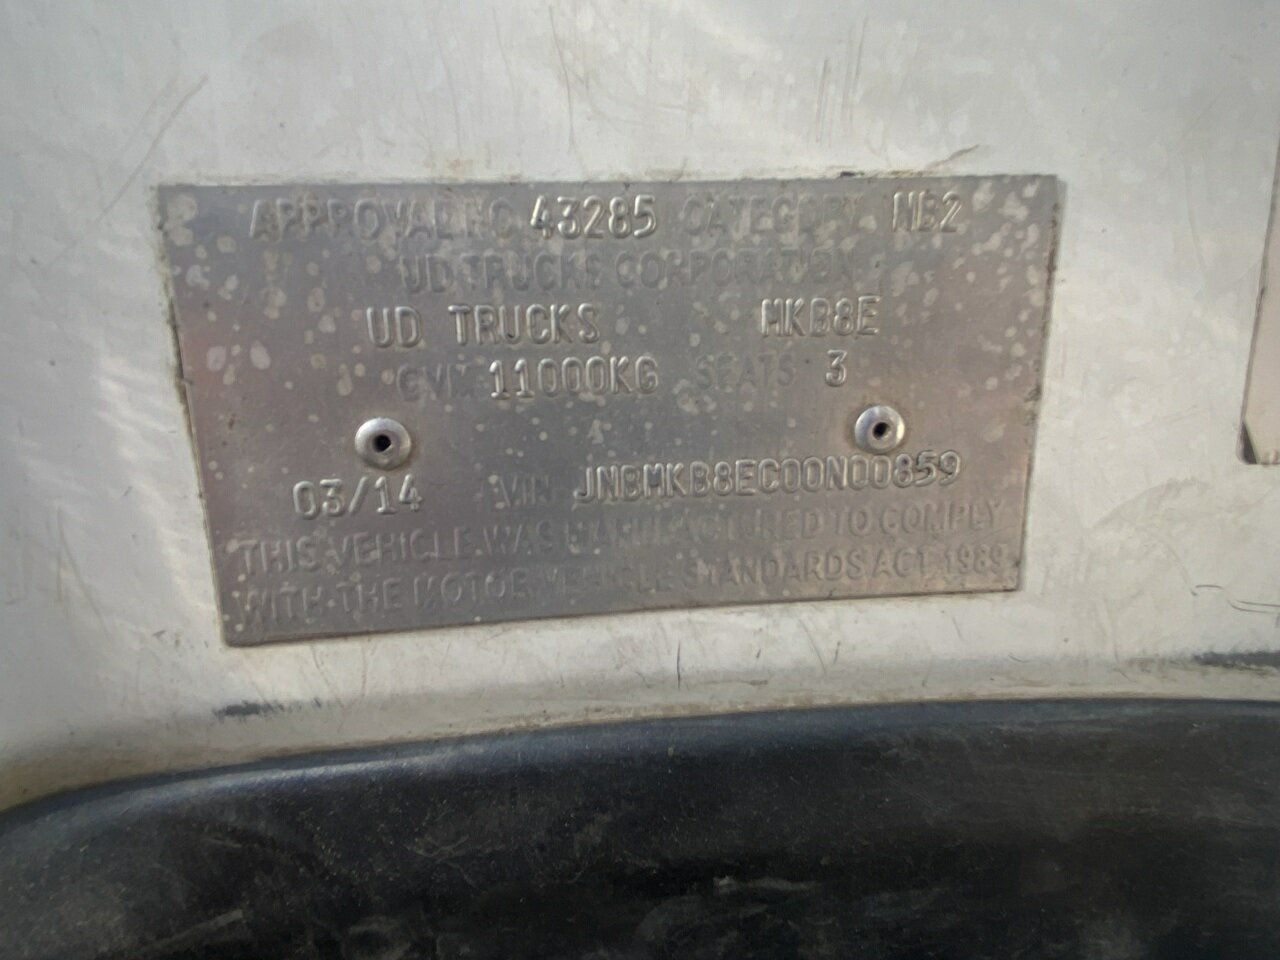 APPROVAL NO 43285 CATEGORY NB2
UD TRUCKS CORPORATION
UD TRUCKS MKB8E
GVM 11000KG SEATS 3
03/14 VIN JNBMKB8EC00N00859
THIS VEHICLE WAS MANUFACTURED TO COMPLY
WITH THE MOTOR VEHICLE STANDARDS ACT 1989